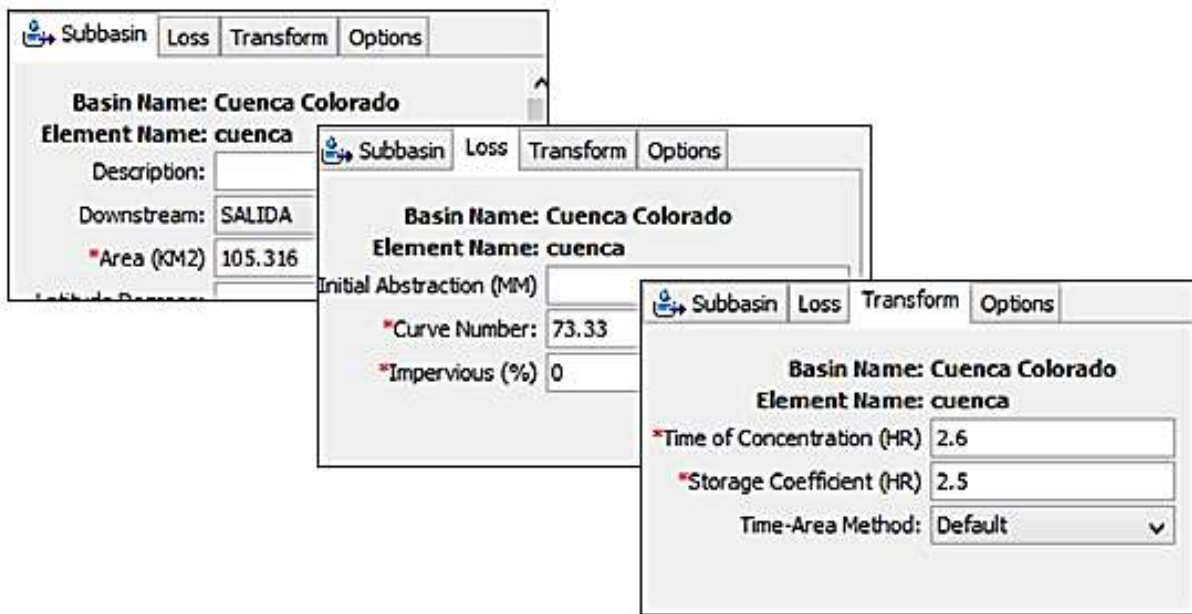 Subbasin Loss Transform Options
Basin Name: Cuenca Colorado
Element Name: cuenca
Description:
Downstream: SALIDA
*Area (KM2) 105.316
Subbasin Loss Transform Options
Basin Name: Cuenca Colorado
Element Name: cuenca
Initial Abstraction (MM)
*Curve Number: 73.33
*Impervious (%) 0
Subbasin Loss Transform Options
Basin Name: Cuenca Colorado
Element Name: cuenca
*Time of Concentration (HR) 2.6
*Storage Coefficient (HR) 2.5
Time-Area Method: Default